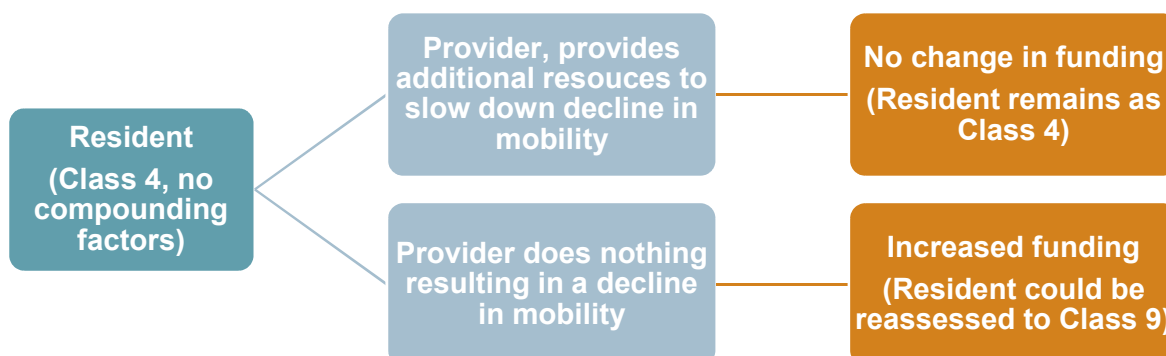 Resident
(Class 4, no
compounding
factors)
Provider, provides
additional resouces to
slow down decline in
mobility
No change in funding
(Resident remains as
Class 4)
Provider does nothing
resulting in a decline
in mobility
Increased funding
(Resident could be
reassessed to Class 9)